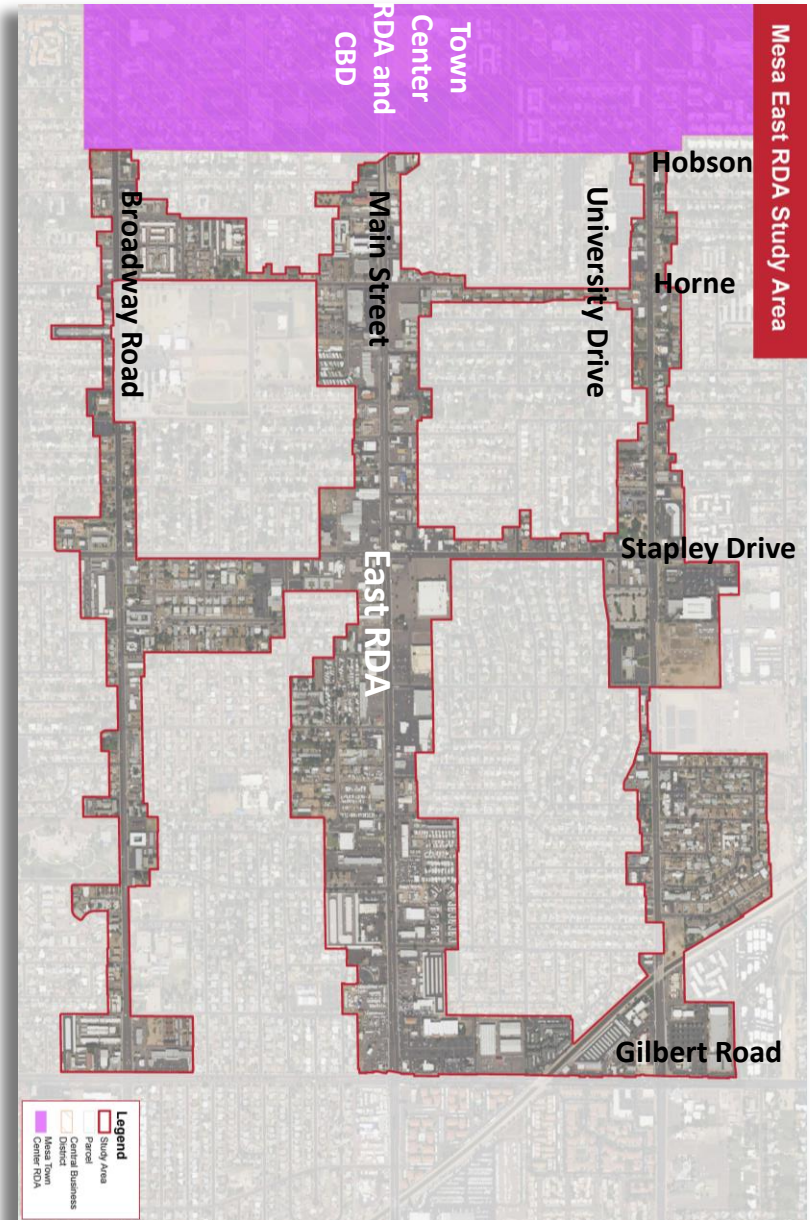 Mesa East RDA Study Area
Town
Center
RDA and
CBD
Hobson
Horne
Stapley Drive
Gilbert Road
University Drive
Main Street
Broadway Road
East RDA
Legend
Study Area
Parcel
Central Business
District
Mesa Town
Center RDA